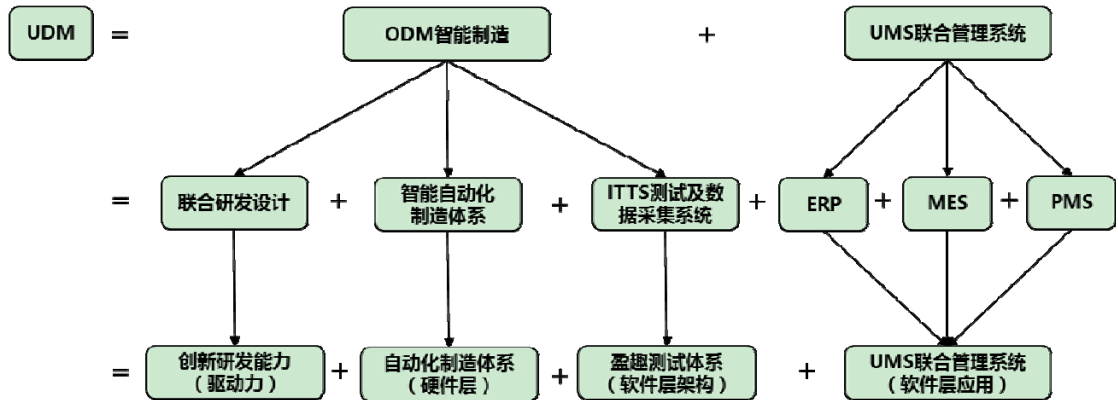 UDM = ODM智能制造 + UMS联合管理系统
= 联合研发设计 + 智能自动化 + ITTS测试及数 + ERP + MES + PMS
制造体系 据采集系统
= 创新研发能力 + 自动化制造体系 + 盈趣测试体系 + UMS联合管理系统
（驱动力） （硬件层） （软件层架构） （软件层应用）